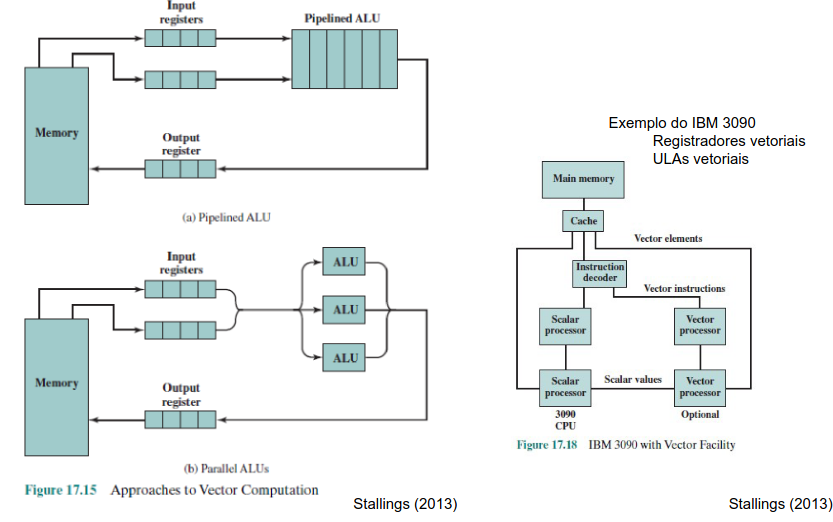 Input
registers
Pipelined ALU
Memory
Output
register
(a) Pipelined ALU
Input
registers
ALU
ALU
ALU
Memory
Output
register
(b) Parallel ALUs
Figure 17.15 Approaches to Vector Computation
Stallings (2013)
Exemplo do IBM 3090
Registradores vetoriais
ULAs vetoriais
Main memory
Cache
Vector elements
Instruction
decoder
Vector instructions
Scalar
processor
Vector
processor
Scalar
processor
Scalar values
Vector
processor
3090
CPU
Optional
Figure 17.18 IBM 3090 with Vector Facility
Stallings (2013)